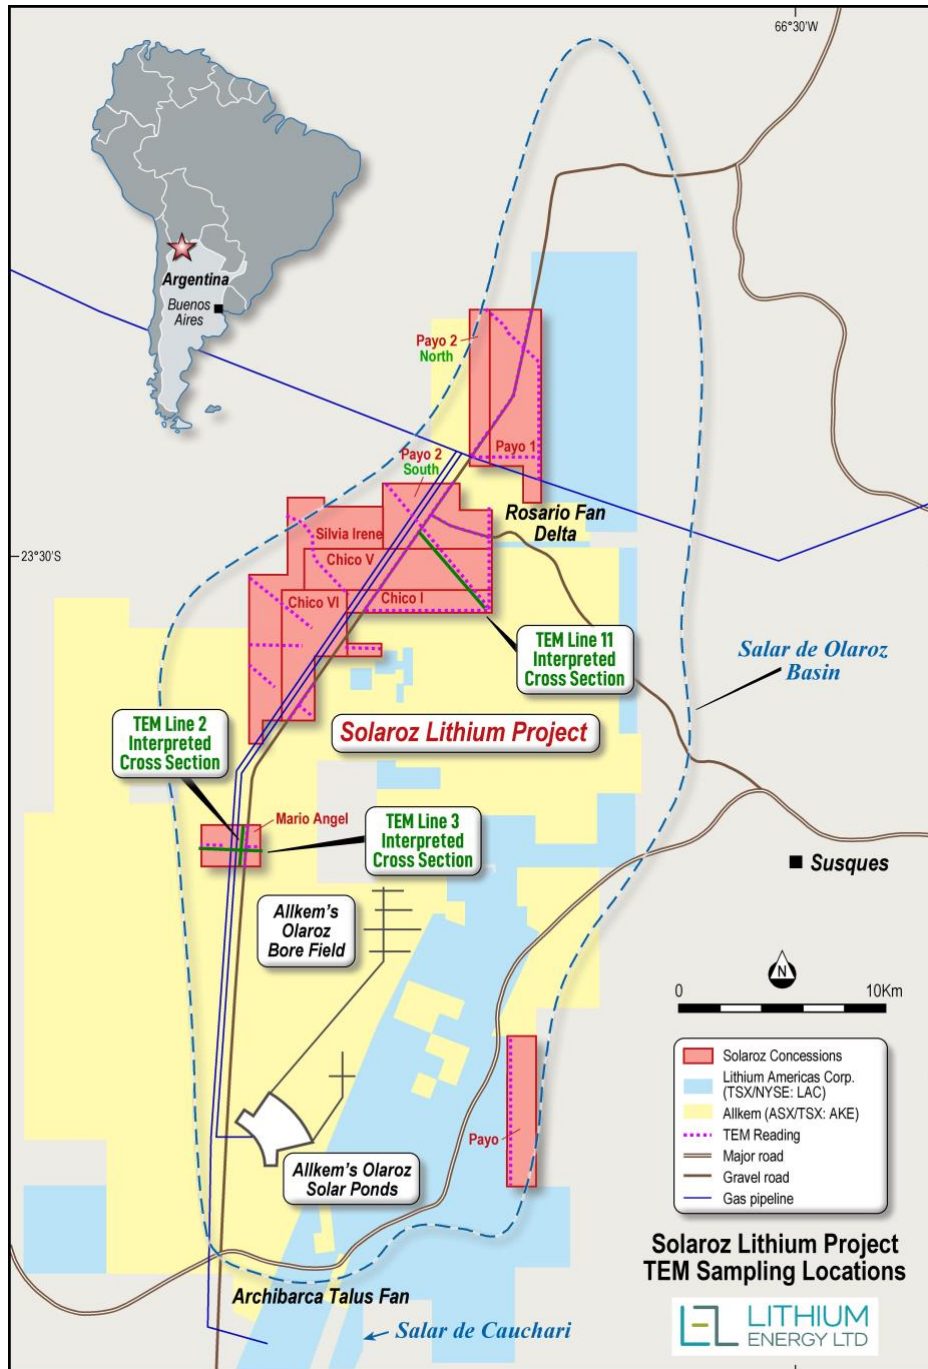 66°30'W
Argentina
Buenos
Aires
Payo 2
North
Payo 1
Payo 2
South
Rosario Fan
Delta
Silvia Irene
Chico V
23°30'S
Chico VI
Chico I
TEM Line 11
Interpreted
Cross Section
Salar de Olaroz
Basin
TEM Line 2
Interpreted
Cross Section
Solaroz Lithium Project
Mario Angel
TEM Line 3
Interpreted
Cross Section
Susques
Allkem's
Olaroz
Bore Field
N
0 10Km
Solaroz Concessions
Lithium Americas Corp.
(TSX/NYSE: LAC)
Allkem (ASX/TSX: AKE)
TEM Reading
Major road
Gravel road
Gas pipeline
Payo
Allkem's Olaroz
Solar Ponds
Solaroz Lithium Project
TEM Sampling Locations
Archibarca Talus Fan
Salar de Cauchari
LEL LITHIUM
ENERGY LTD